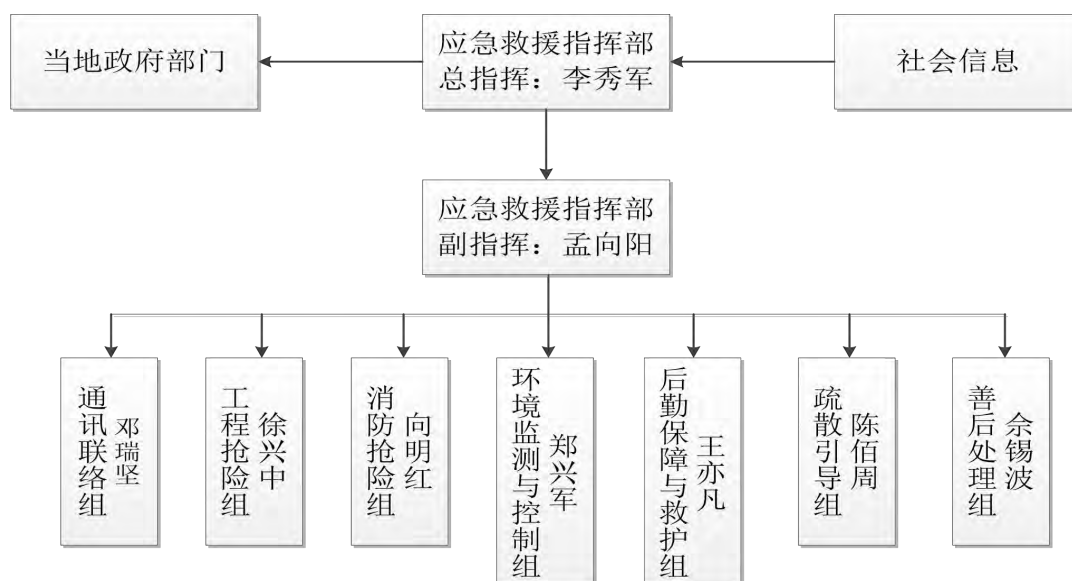 当地政府部门
应急救援指挥部
总指挥：李秀军
社会信息
应急救援指挥部
副指挥：孟向阳
通讯联络组
邓瑞坚
工程抢险组
徐兴中
消防抢险组
向明红
环境监测与控制组
郑兴军
后勤保障与救护组
王亦凡
疏散引导组
陈佰周
善后处理组
佘锡波